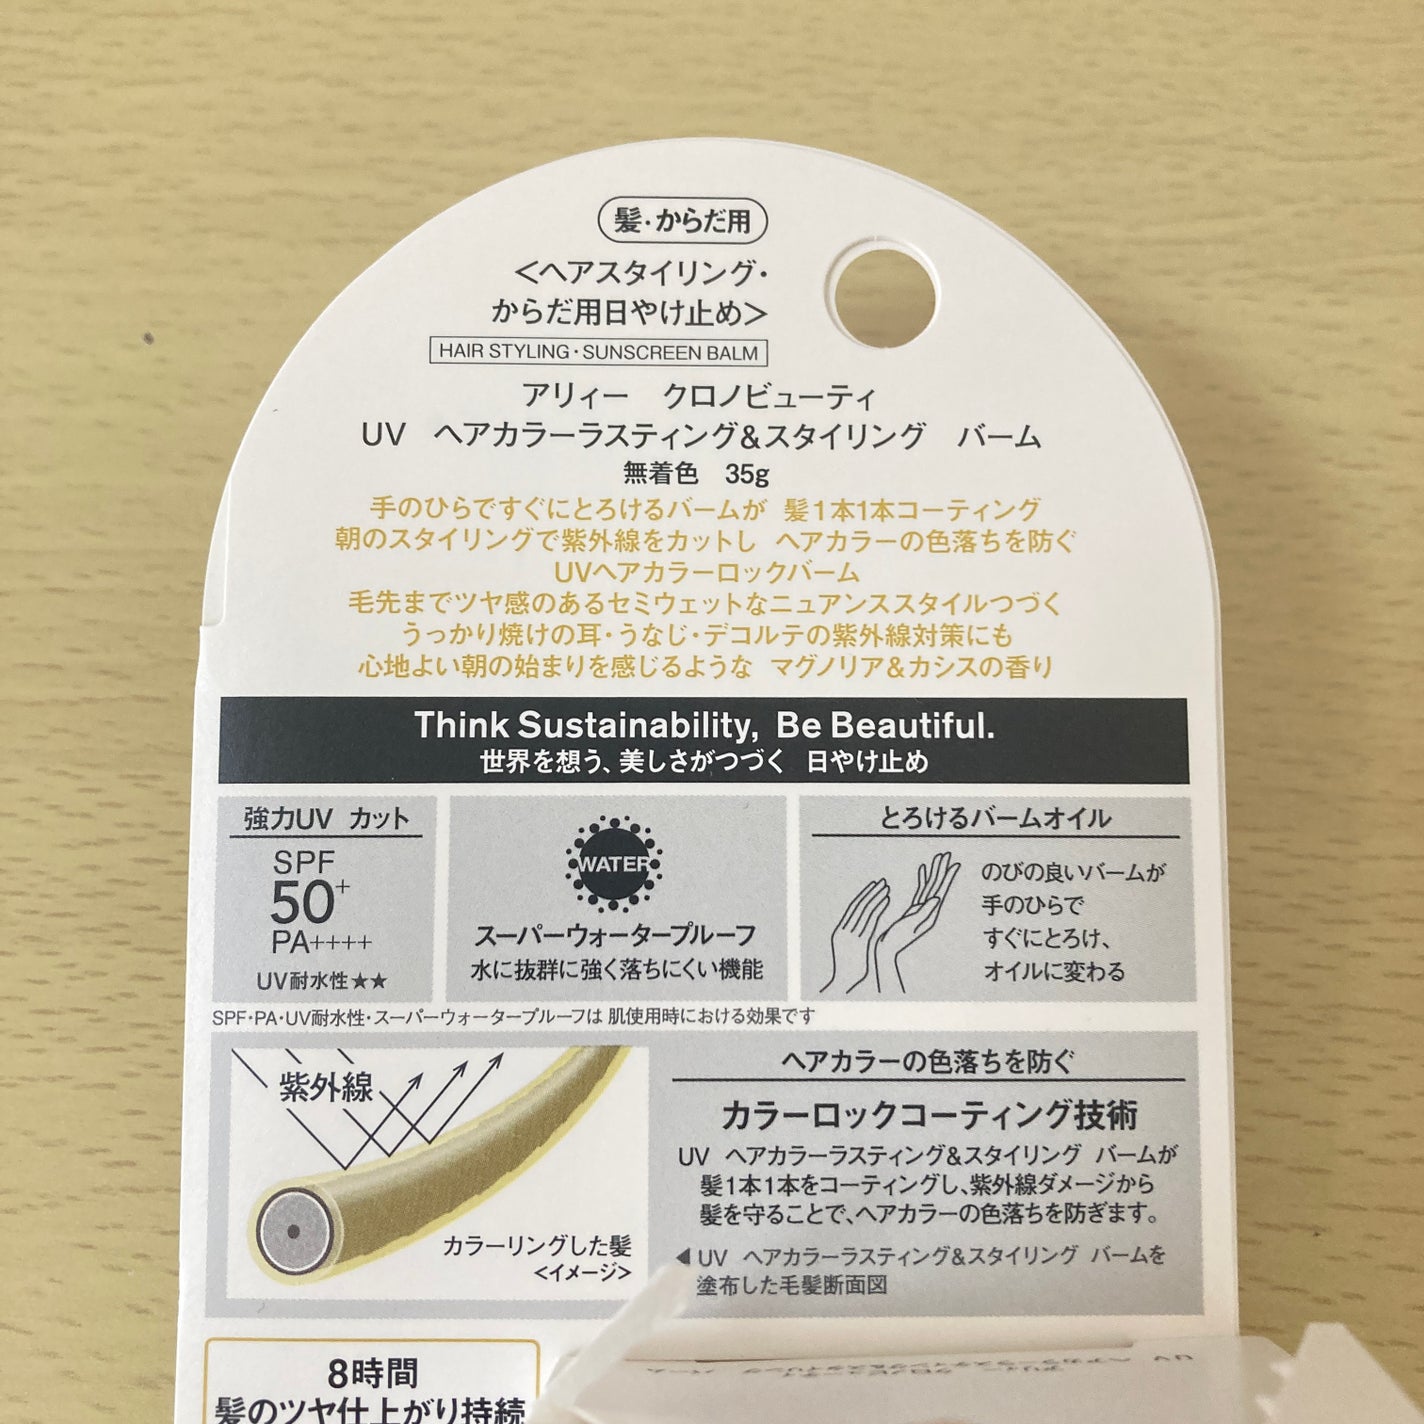 髪・からだ用
<ヘアスタイリング・
からだ用日やけ止め>
HAIR STYLING・SUNSCREEN BALM
アリィー　クロノビューティ
UV　ヘアカラーラスティング&スタイリング　バーム
無着色　35g
手のひらですぐにとろけるバームが　髪1本1本コーティング
朝のスタイリングで紫外線をカットし　ヘアカラーの色落ちを防ぐ
UVヘアカラーロックバーム
毛先までツヤ感のあるセミウェットなニュアンススタイルつづく
うっかり焼けの耳・うなじ・デコルテの紫外線対策にも
心地よい朝の始まりを感じるような　マグノリア&カシスの香り
Think Sustainability, Be Beautiful.
世界を想う、美しさがつづく　日やけ止め
強力UV カット
SPF
50+
PA++++
UV耐水性★★
WATER
スーパーウォータープルーフ
水に抜群に強く落ちにくい機能
とろけるバームオイル
のびの良いバームが
手のひらで
すぐにとろけ、
オイルに変わる
SPF・PA・UV耐水性・スーパーウォータープルーフは 肌使用時における効果です
紫外線
カラーリングした髪
<イメージ>
ヘアカラーの色落ちを防ぐ
カラーロックコーティング技術
UV　ヘアカラーラスティング&スタイリング　バームが
髪1本1本をコーティングし、紫外線ダメージから
髪を守ることで、ヘアカラーの色落ちを防ぎます。
◀UV　ヘアカラーラスティング&スタイリング　バームを
塗布した毛髪断面図
8時間
髪のツヤ仕上がり持続